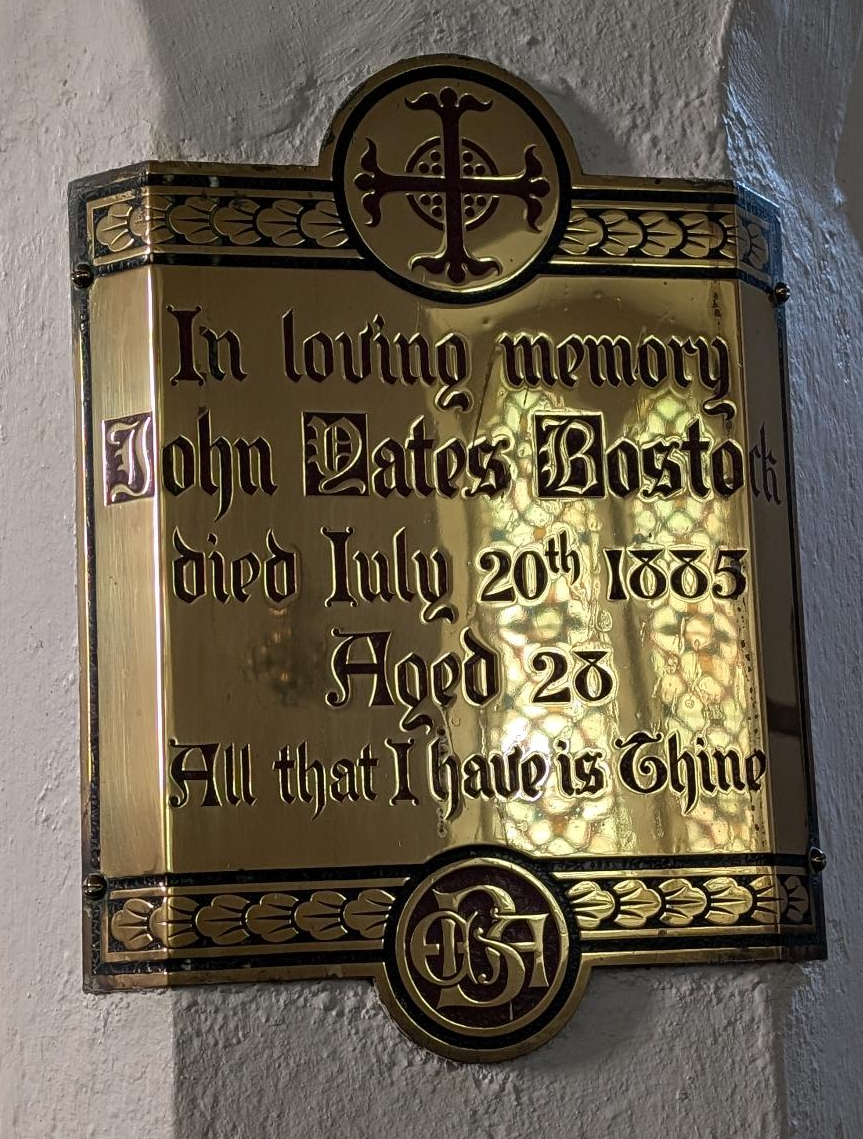 In loving memory
John Yates Bostock
died July 20th 1885
Aged 28
All that I have is Thine